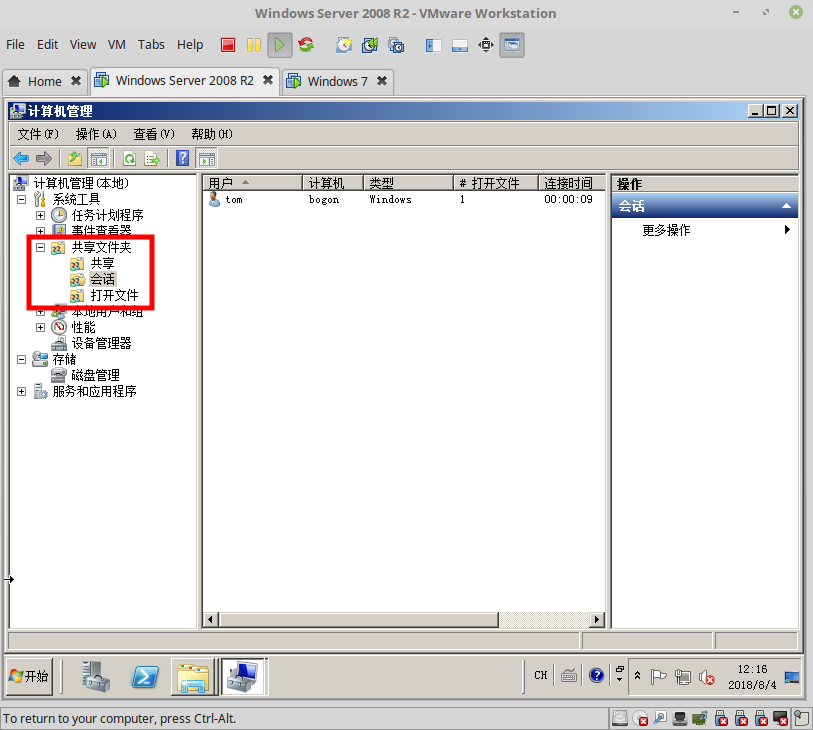 Windows Server 2008 R2 - VMware Workstation
File Edit View VM Tabs Help
Home Windows Server 2008 R2 Windows 7
计算机管理
文件(F) 操作(A) 查看(V) 帮助(H)
计算机管理(本地)
系统工具
任务计划程序
事件查看器
共享文件夹
共享
会话
打开文件
本地用户和组
性能
设备管理器
存储
磁盘管理
服务和应用程序
用户 计算机 类型 # 打开文件 连接时间
tom bogon Windows 1 00:00:09
操作
会话
更多操作
开始
CH
12:16
2018/8/4
To return to your computer, press Ctrl-Alt.